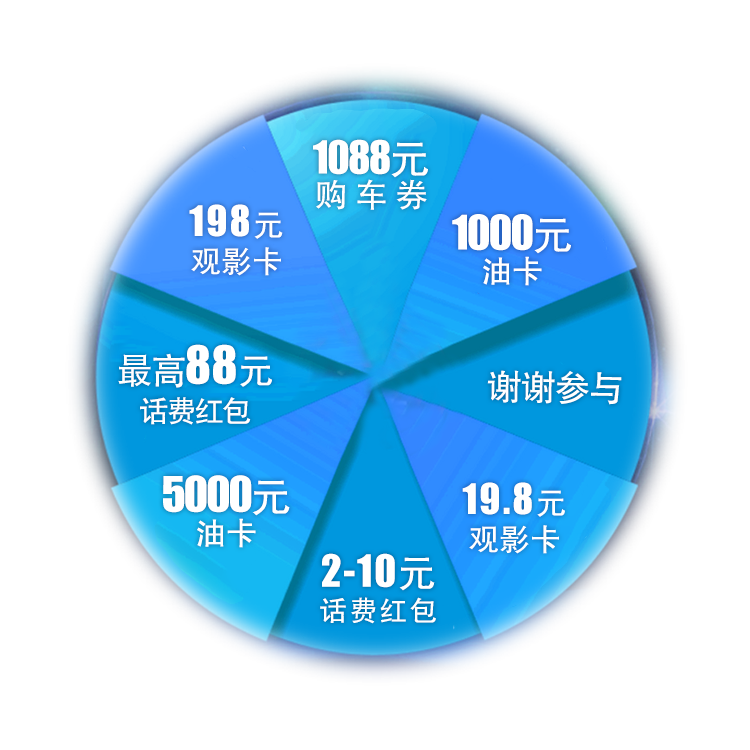 1088元
购车券
1000元
油卡
谢谢参与
19.8元
观影卡
2-10元
话费红包
5000元
油卡
最高88元
话费红包
198元
观影卡